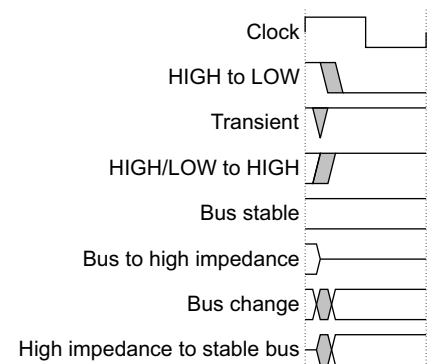 Clock
HIGH to LOW
Transient
HIGH/LOW to HIGH
Bus stable
Bus to high impedance
Bus change
High impedance to stable bus